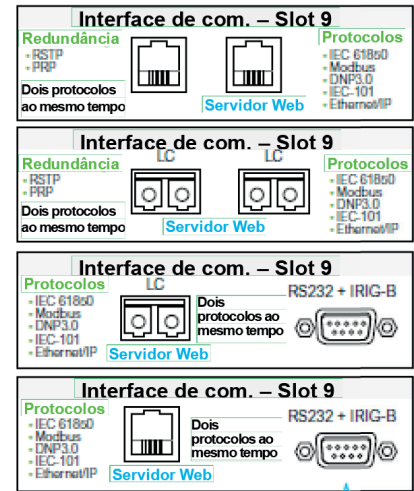 Interface de com. – Slot 9
Redundância
- RSTP
- PRP
Dois protocolos
ao mesmo tempo
Servidor Web
Protocolos
- IEC 61850
- Modbus
- DNP3.0
- IEC-101
- Ethernet/IP
Interface de com. – Slot 9
Redundância
- RSTP
- PRP
Dois protocolos
ao mesmo tempo
LC
LC
Servidor Web
Protocolos
- IEC 61850
- Modbus
- DNP3.0
- IEC-101
- Ethernet/IP
Interface de com. – Slot 9
Protocolos
- IEC 61850
- Modbus
- DNP3.0
- IEC-101
- Ethernet/IP
LC
Servidor Web
Dois
protocolos ao
mesmo tempo
RS232 + IRIG-B
Interface de com. – Slot 9
Protocolos
- IEC 61850
- Modbus
- DNP3.0
- IEC-101
- Ethernet/IP
Servidor Web
Dois
protocolos ao
mesmo tempo
RS232 + IRIG-B